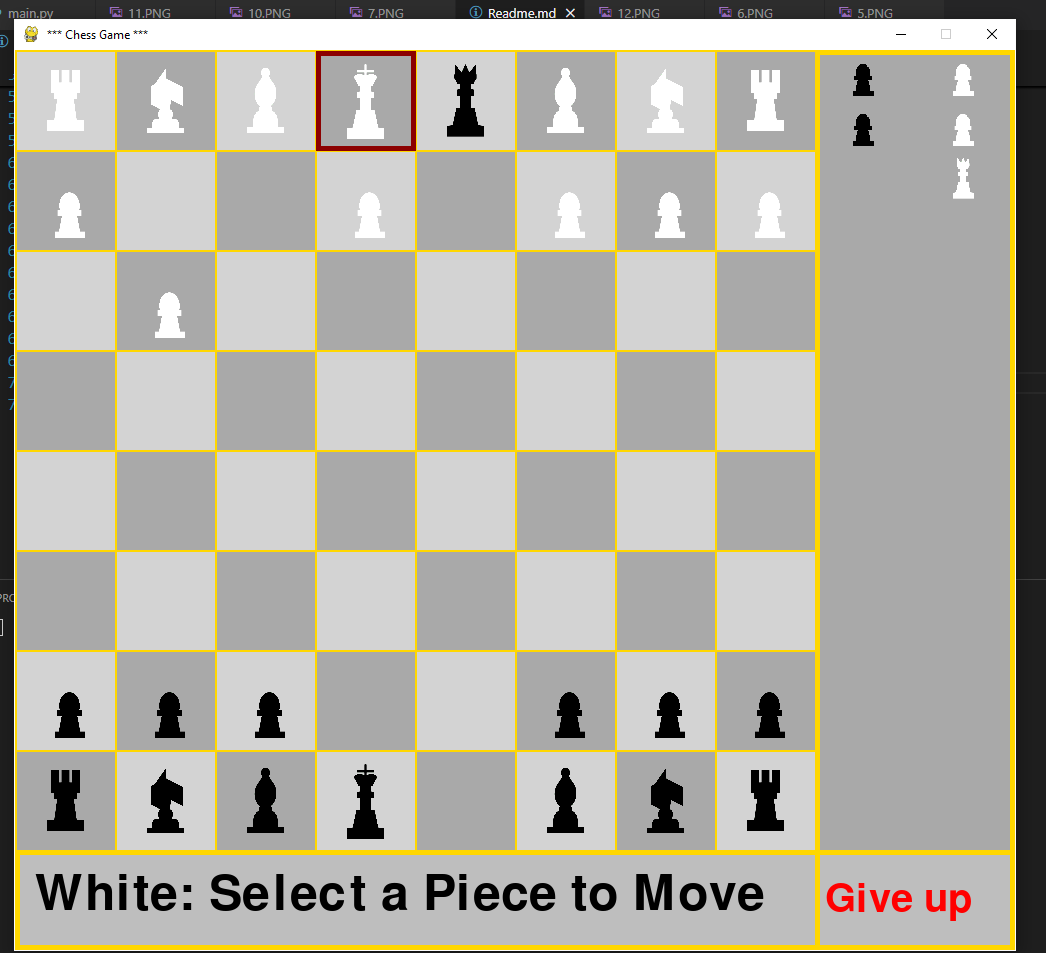 main.py 11.PNG 10.PNG 7.PNG Readme.md 12.PNG 6.PNG 5.PNG
*** Chess Game ***
White: Select a Piece to Move
Give up